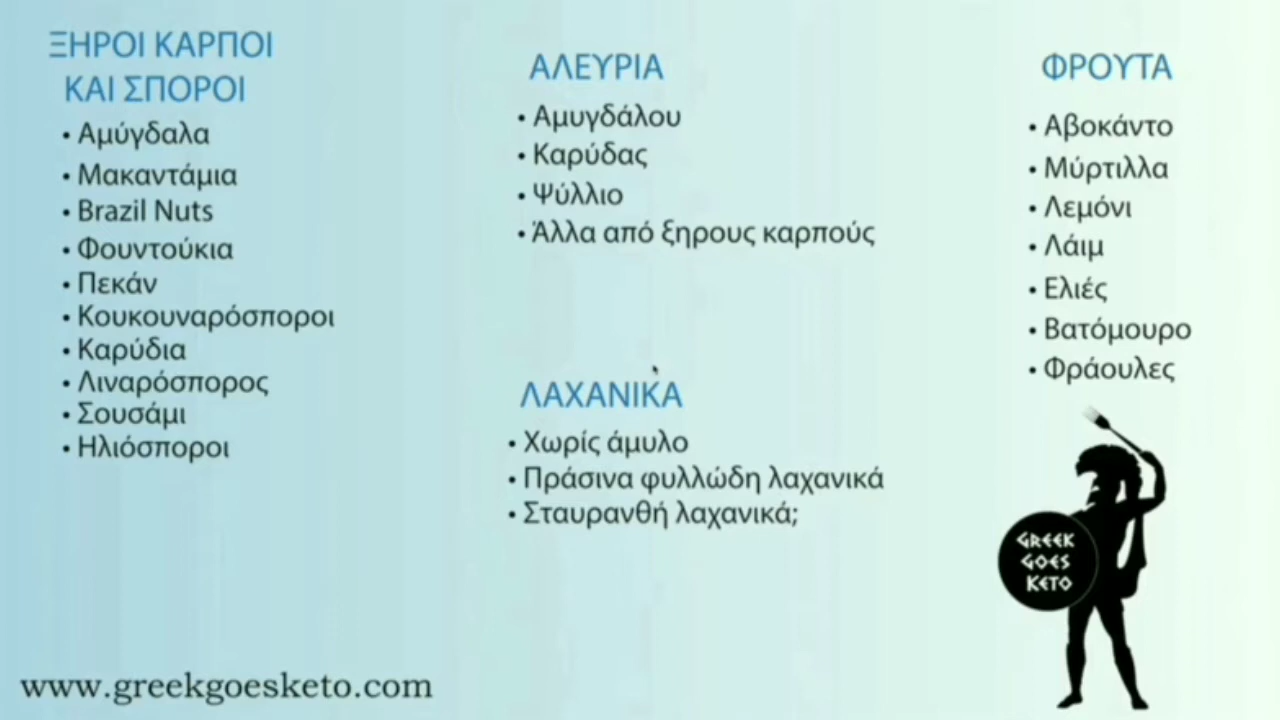 ΞΗΡΟΙ ΚΑΡΠΟΙ
ΚΑΙ ΣΠΟΡΟΙ
• Αμύγδαλα
• Μακαντάμια
• Brazil Nuts
• Φουντούκια
• Πεκάν
• Κουκουναρόσποροι
• Καρύδια
• Λιναρόσπορος
• Σουσάμι
• Ηλιόσποροι
ΑΛΕΥΡΙΑ
• Αμυγδάλου
• Καρύδας
• Ψύλλιο
• Άλλα από ξηρους καρπούς
ΛΑΧΑΝΙΚΑ
• Χωρίς άμυλο
• Πράσινα φυλλώδη λαχανικά
• Σταυρανθή λαχανικά;
ΦΡΟΥΤΑ
• Αβοκάντο
• Μύρτιλλα
• Λεμόνι
• Λάιμ
• Ελιές
• Βατόμουρο
• Φράουλες
GREEK
GOES
KETO
www.greekgoesketo.com